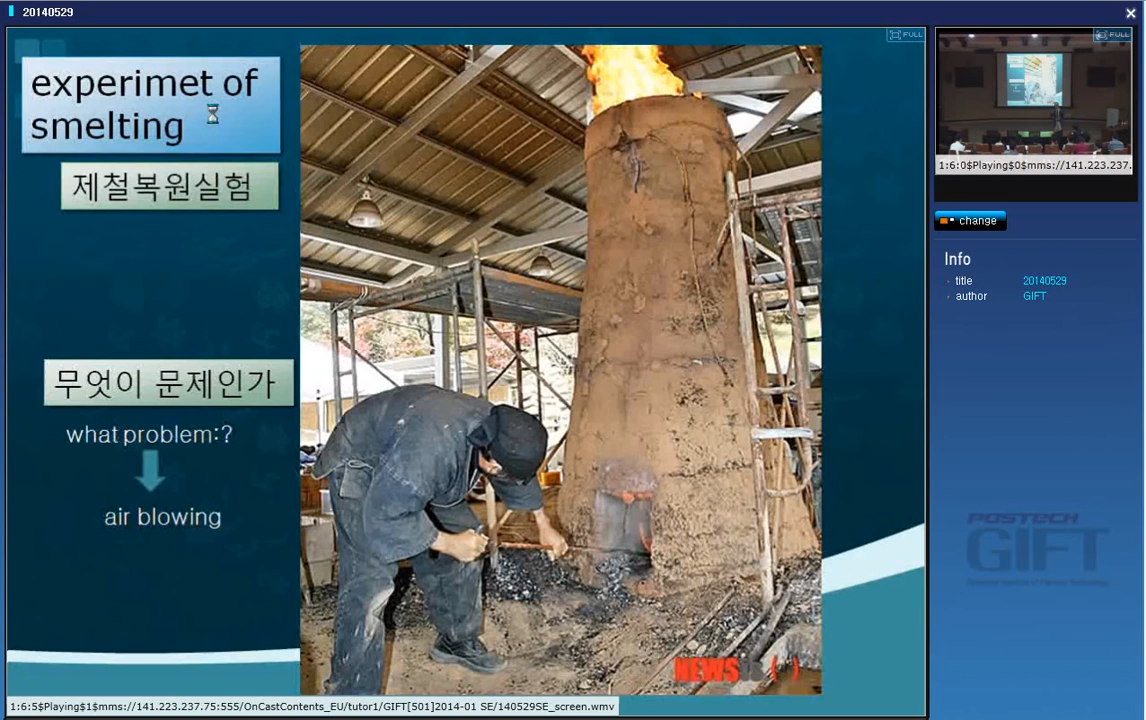 20140529
FULL
FULL
experimet of
smelting
제철복원실험
무엇이 문제인가
what problem:?
air blowing
1:6:0$Playing$0$mms://141.223.237.
change
Info
title 20140529
author GIFT
POSTECH
GIFT
1:6:5$Playing$1$mms://141.223.237.75:555/OnCastContents_EU/tutor1/GIFT[501]2014-01 SE/140529SE_screen.wmv